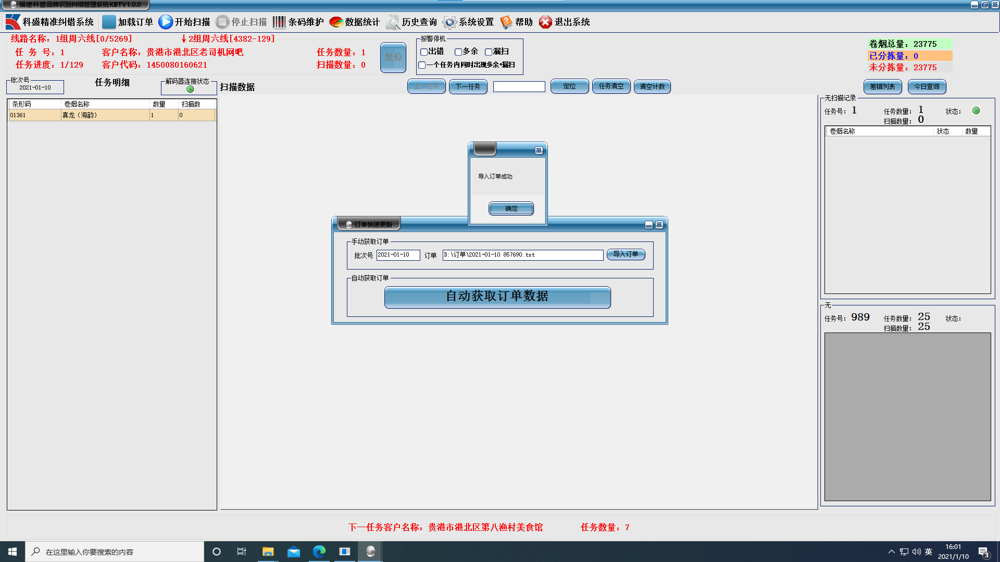 福建科盛品牌识别纠错管理系统KBTV1.0.0
科盛精准纠错系统 加载订单 开始扫描 停止扫描 条码维护 数据统计 历史查询 系统设置 帮助 退出系统
线路名称：1组周六线[0/5269] ↓2组周六线[4382-129]
任 务 号：1 客户名称：贵港市港北区老司机网吧 任务数量：1
任务进度：1/129 客户代码：1450080160621 扫描数量：0
复位
报警停机
出错 多余 漏扫
一个任务内同时出现多余+漏扫
卷烟总量：23775
已分拣量：0
未分拣量：23775
批次号
2021-01-10
任务明细
解码器连接状态
扫描数据
上一任务 下一任务 定位 任务清空 清空计数
差错列表 今日查询
条形码 卷烟名称 数量 扫描数
01361 真龙（海韵） 1 0
无扫描记录
任务号：1 任务数量：1 状态：
扫描数量：0
卷烟名称 状态 数量
导入订单成功
确定
订单快速更新
手动获取订单
批次号 2021-01-10 订单 D:\订单\2021-01-10 857690.txt 导入订单
自动获取订单
自动获取订单数据
无
任务号：989 任务数量：25 状态：
扫描数量：25
下一任务客户名称：贵港市港北区第八渔村美食馆 任务数量：7
在这里输入你要搜索的内容
英
16:01
2021/1/10
3